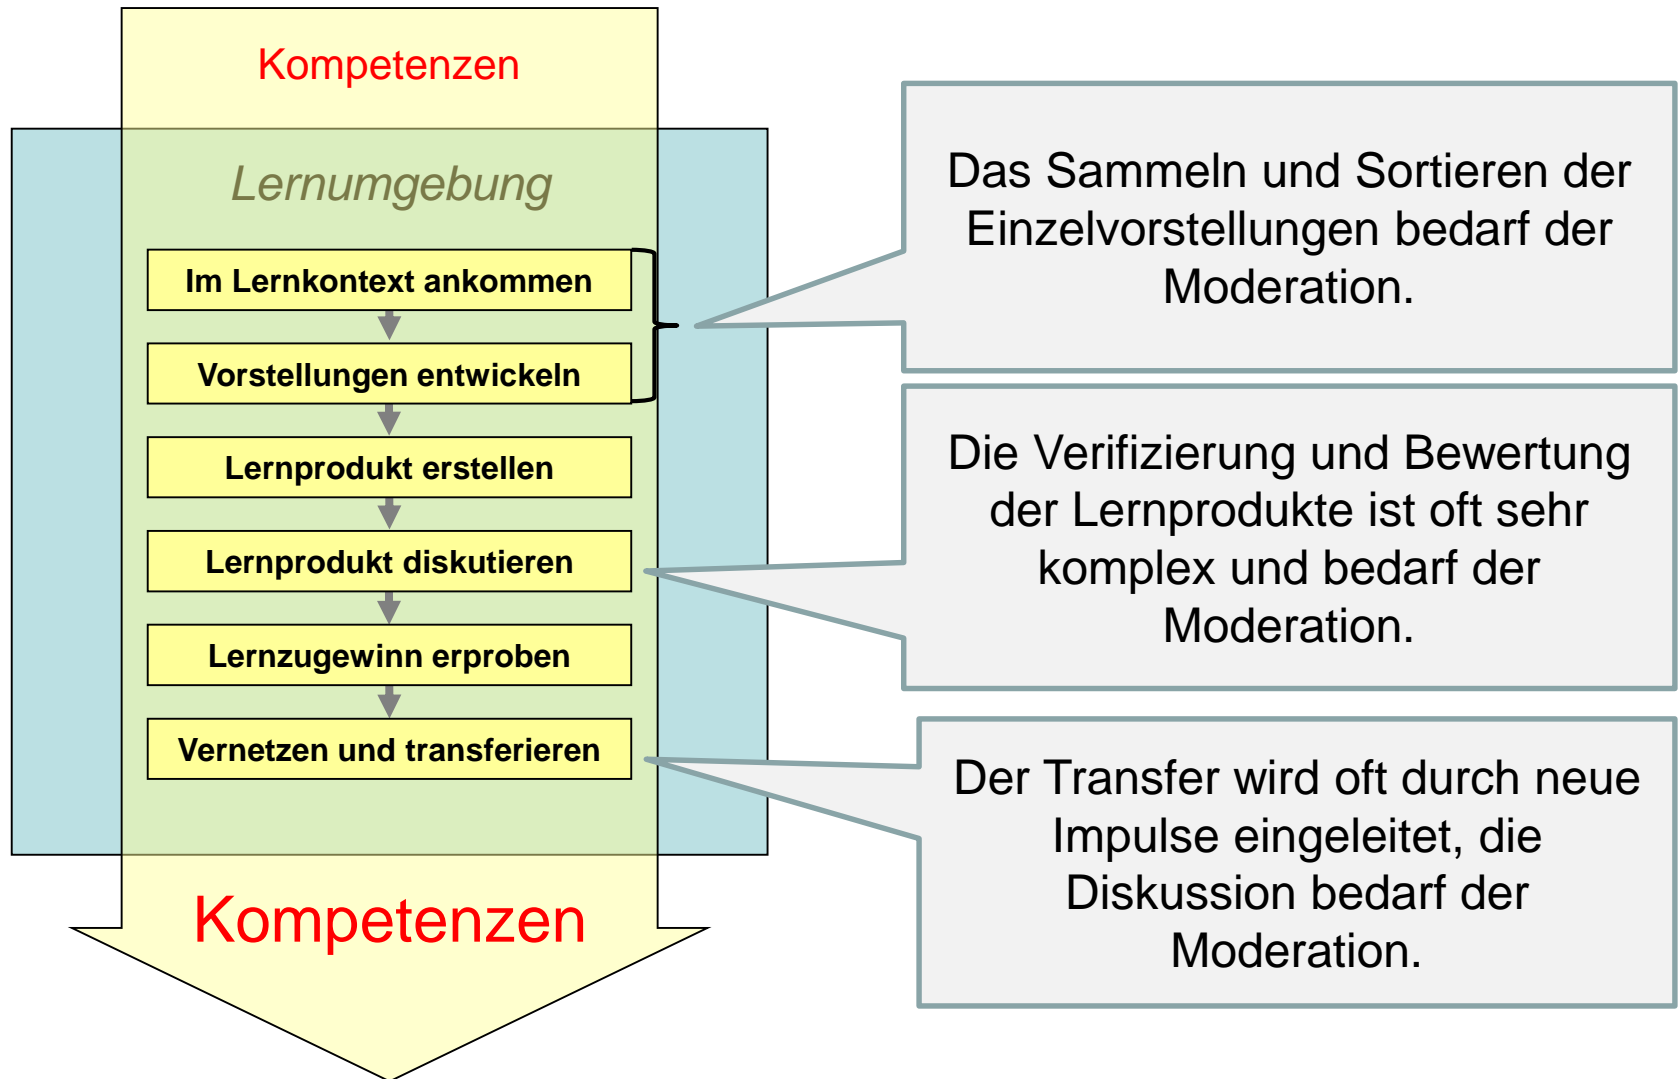 Kompetenzen
Lernumgebung
Im Lernkontext ankommen
Vorstellungen entwickeln
Lernprodukt erstellen
Lernprodukt diskutieren
Lernzugewinn erproben
Vernetzen und transferieren
Kompetenzen
Das Sammeln und Sortieren der
Einzelvorstellungen bedarf der
Moderation.
Die Verifizierung und Bewertung
der Lernprodukte ist oft sehr
komplex und bedarf der
Moderation.
Der Transfer wird oft durch neue
Impulse eingeleitet, die
Diskussion bedarf der
Moderation.